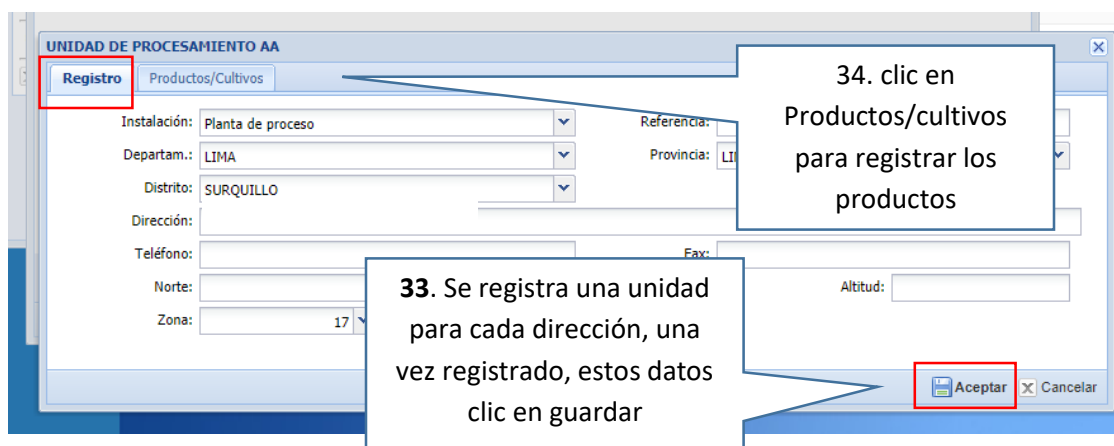 UNIDAD DE PROCESAMIENTO AA
Registro Productos/Cultivos
Instalación: Planta de proceso Referencia:
Departam.: LIMA Provincia:
Distrito: SURQUILLO
Dirección:
Teléfono: Fax:
Norte: Altitud:
Zona: 17
34. clic en
Productos/cultivos
para registrar los
productos
33. Se registra una unidad
para cada dirección, una
vez registrado, estos datos
clic en guardar
Aceptar Cancelar